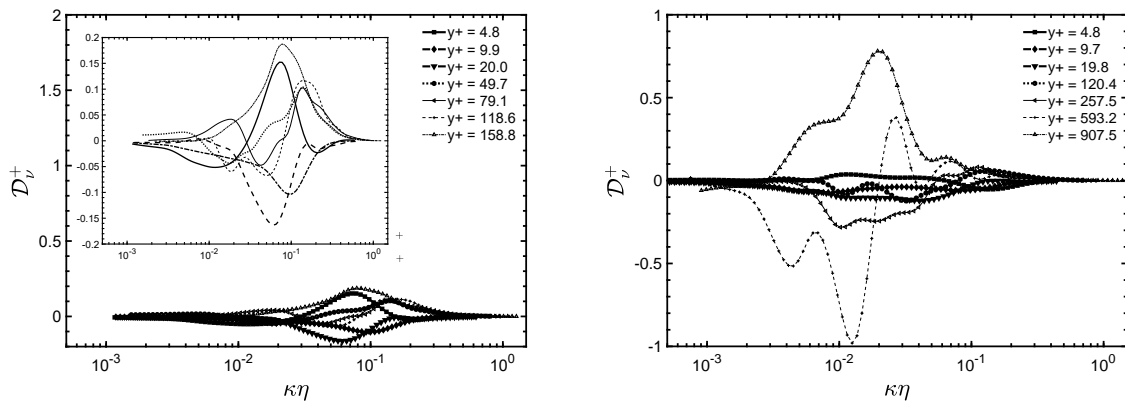 2
1.5
1
0.5
0
𝒟ν+
0.2
0.15
0.1
0.05
0
-0.05
-0.1
-0.15
-0.2
10-3
10-2
10-1
100
+
+
y+ = 4.8
y+ = 9.9
y+ = 20.0
y+ = 49.7
y+ = 79.1
y+ = 118.6
y+ = 158.8
10-3
10-2
10-1
100
κη
1
0.5
0
-0.5
-1
𝒟ν+
y+ = 4.8
y+ = 9.7
y+ = 19.8
y+ = 120.4
y+ = 257.5
y+ = 593.2
y+ = 907.5
10-3
10-2
10-1
100
κη